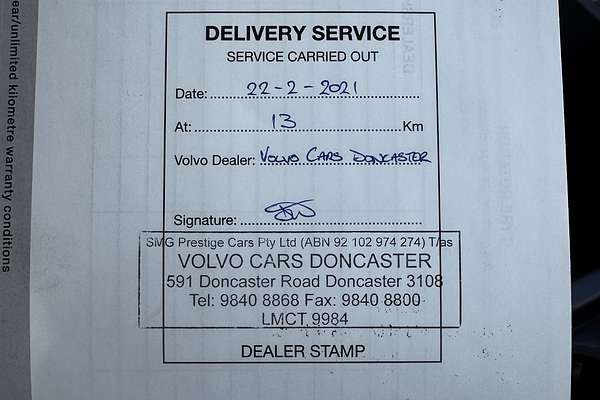 ear/unlimited kilometre warranty conditions
DELIVERY SERVICE
SERVICE CARRIED OUT
Date: 22-2-2021
At: 13 Km
Volvo Dealer: VOLVO CARS DONCASTER
Signature:
SMG Prestige Cars Pty Ltd (ABN 92 102 974 274) T/as
VOLVO CARS DONCASTER
591 Doncaster Road Doncaster 3108
Tel: 9840 8868 Fax: 9840 8800
LMCT 9984
DEALER STAMP